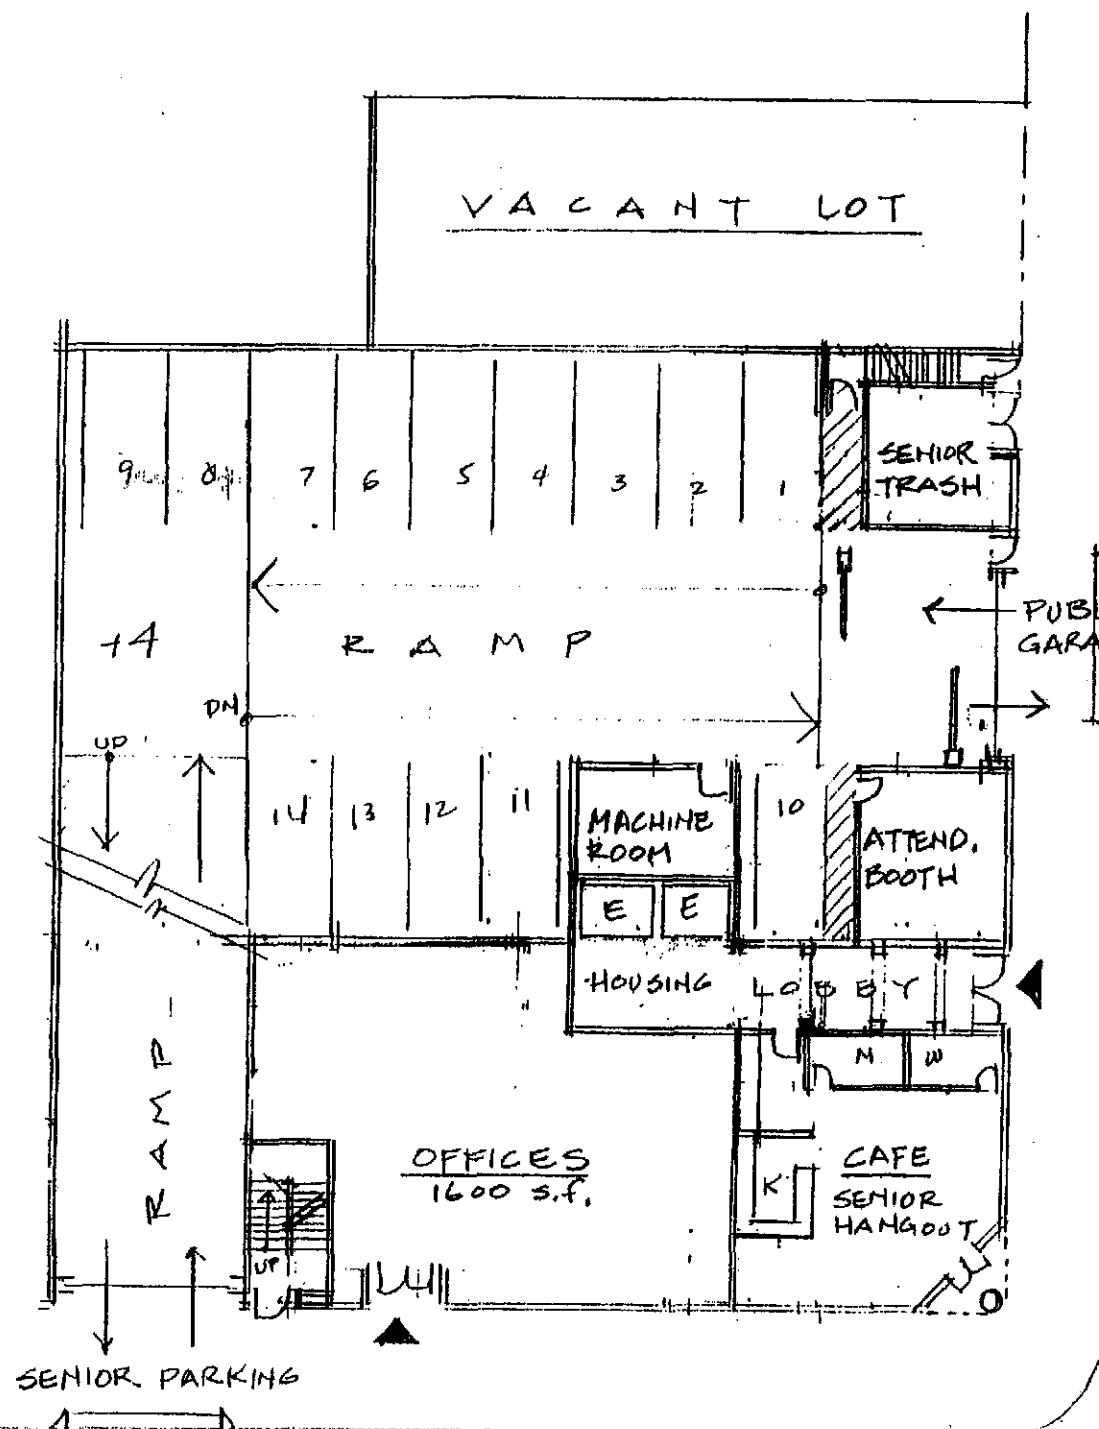 VACANT LOT
9 8 7 6 5 4 3 2 1
SENIOR
TRASH
PUB
GARA
+4
RAMP
DN
UP
14 13 12 11
10
MACHINE
ROOM
ATTEND.
BOOTH
E E
HOUSING LOBBY
M W
RAMP
OFFICES
1600 S.F.
CAFE
SENIOR
HANGOUT
K
UP
SENIOR PARKING